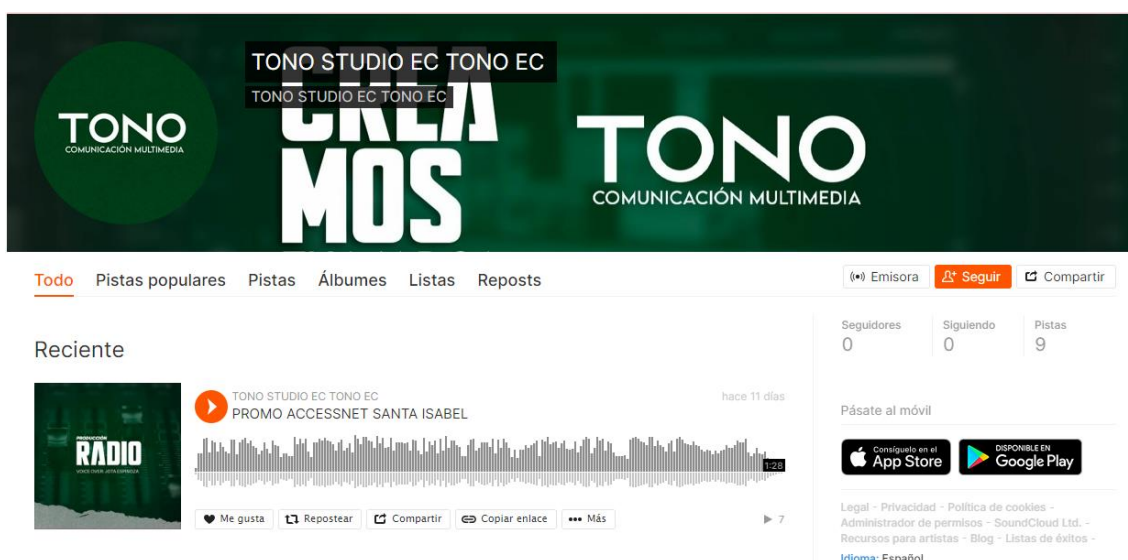 TONO STUDIO EC TONO EC
TONO STUDIO EC TONO EC
CREA
MOS
TONO
COMUNICACIÓN MULTIMEDIA
TONO
COMUNICACIÓN MULTIMEDIA
Todo Pistas populares Pistas Álbumes Listas Reposts
Emisora Seguir Compartir
Seguidores Siguiendo Pistas
0 0 9
Reciente
TONO STUDIO EC TONO EC hace 11 días
PROMO ACCESSNET SANTA ISABEL
PRODUCCIÓN
RADIO
VOICE OVER: JOTA ESPINOZA
1:28
Me gusta Repostear Compartir Copiar enlace Más 7
Pásate al móvil
Consíguelo en el
App Store
DISPONIBLE EN
Google Play
Legal - Privacidad - Política de cookies -
Administrador de permisos - SoundCloud Ltd. -
Recursos para artistas - Blog - Listas de éxitos -
Idioma: Español